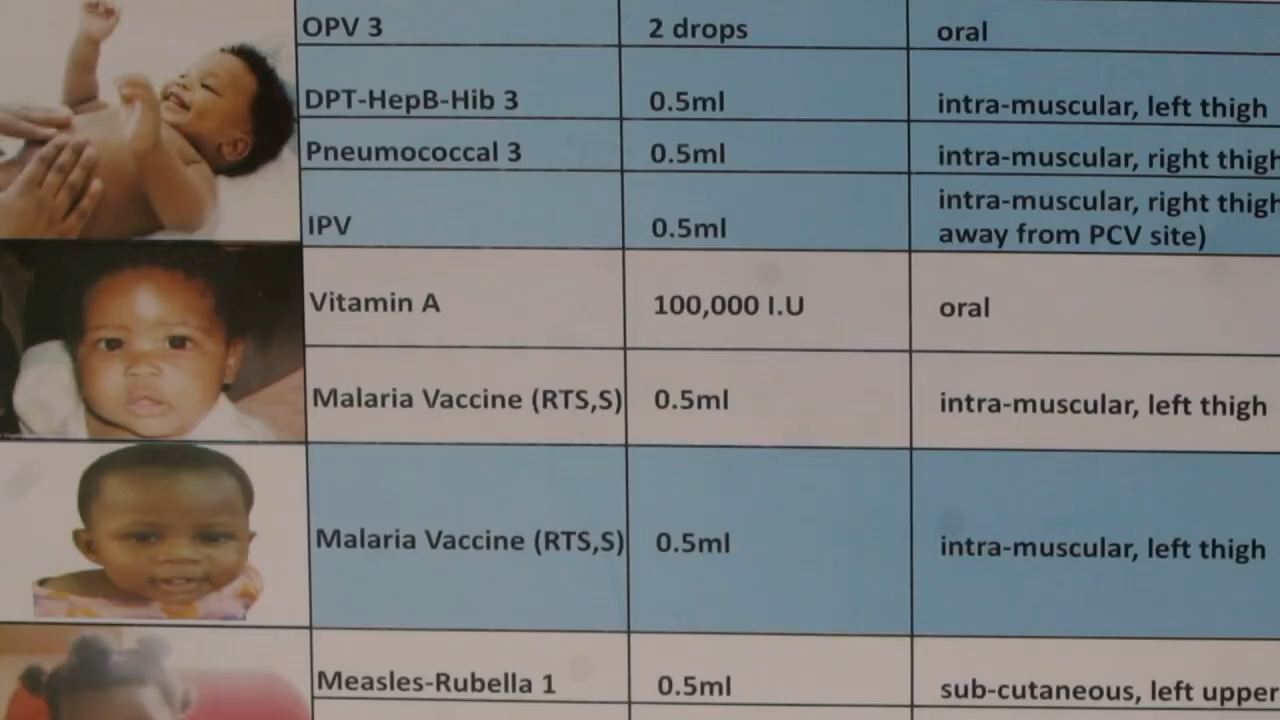 OPV 3 2 drops oral
DPT-HepB-Hib 3 0.5ml intra-muscular, left thigh
Pneumococcal 3 0.5ml intra-muscular, right thigh
IPV 0.5ml intra-muscular, right thigh
away from PCV site)
Vitamin A 100,000 I.U oral
Malaria Vaccine (RTS,S) 0.5ml intra-muscular, left thigh
Malaria Vaccine (RTS,S) 0.5ml intra-muscular, left thigh
Measles-Rubella 1 0.5ml sub-cutaneous, left upper